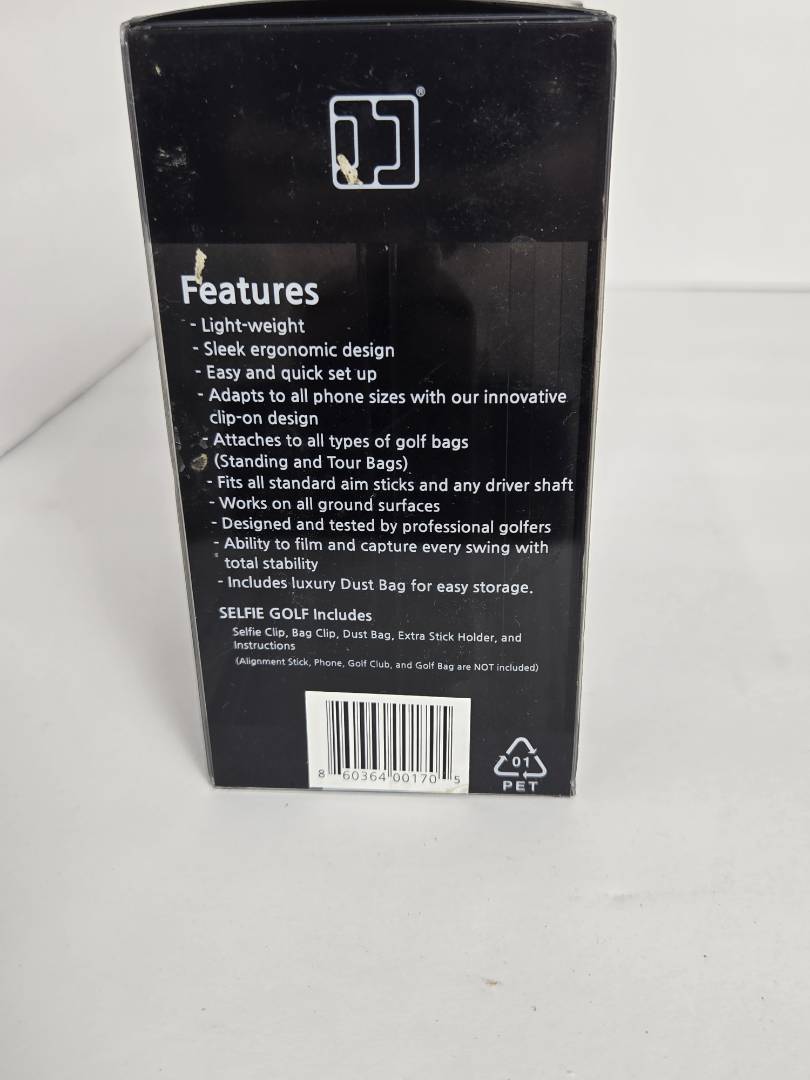 ®
Features
- Light-weight
- Sleek ergonomic design
- Easy and quick set up
- Adapts to all phone sizes with our innovative
clip-on design
- Attaches to all types of golf bags
(Standing and Tour Bags)
- Fits all standard aim sticks and any driver shaft
- Works on all ground surfaces
- Designed and tested by professional golfers
- Ability to film and capture every swing with
total stability
- Includes luxury Dust Bag for easy storage.
SELFIE GOLF Includes
Selfie Clip, Bag Clip, Dust Bag, Extra Stick Holder, and
Instructions
(Alignment Stick, Phone, Golf Club, and Golf Bag are NOT included)
8 60364 00170 5
01
PET